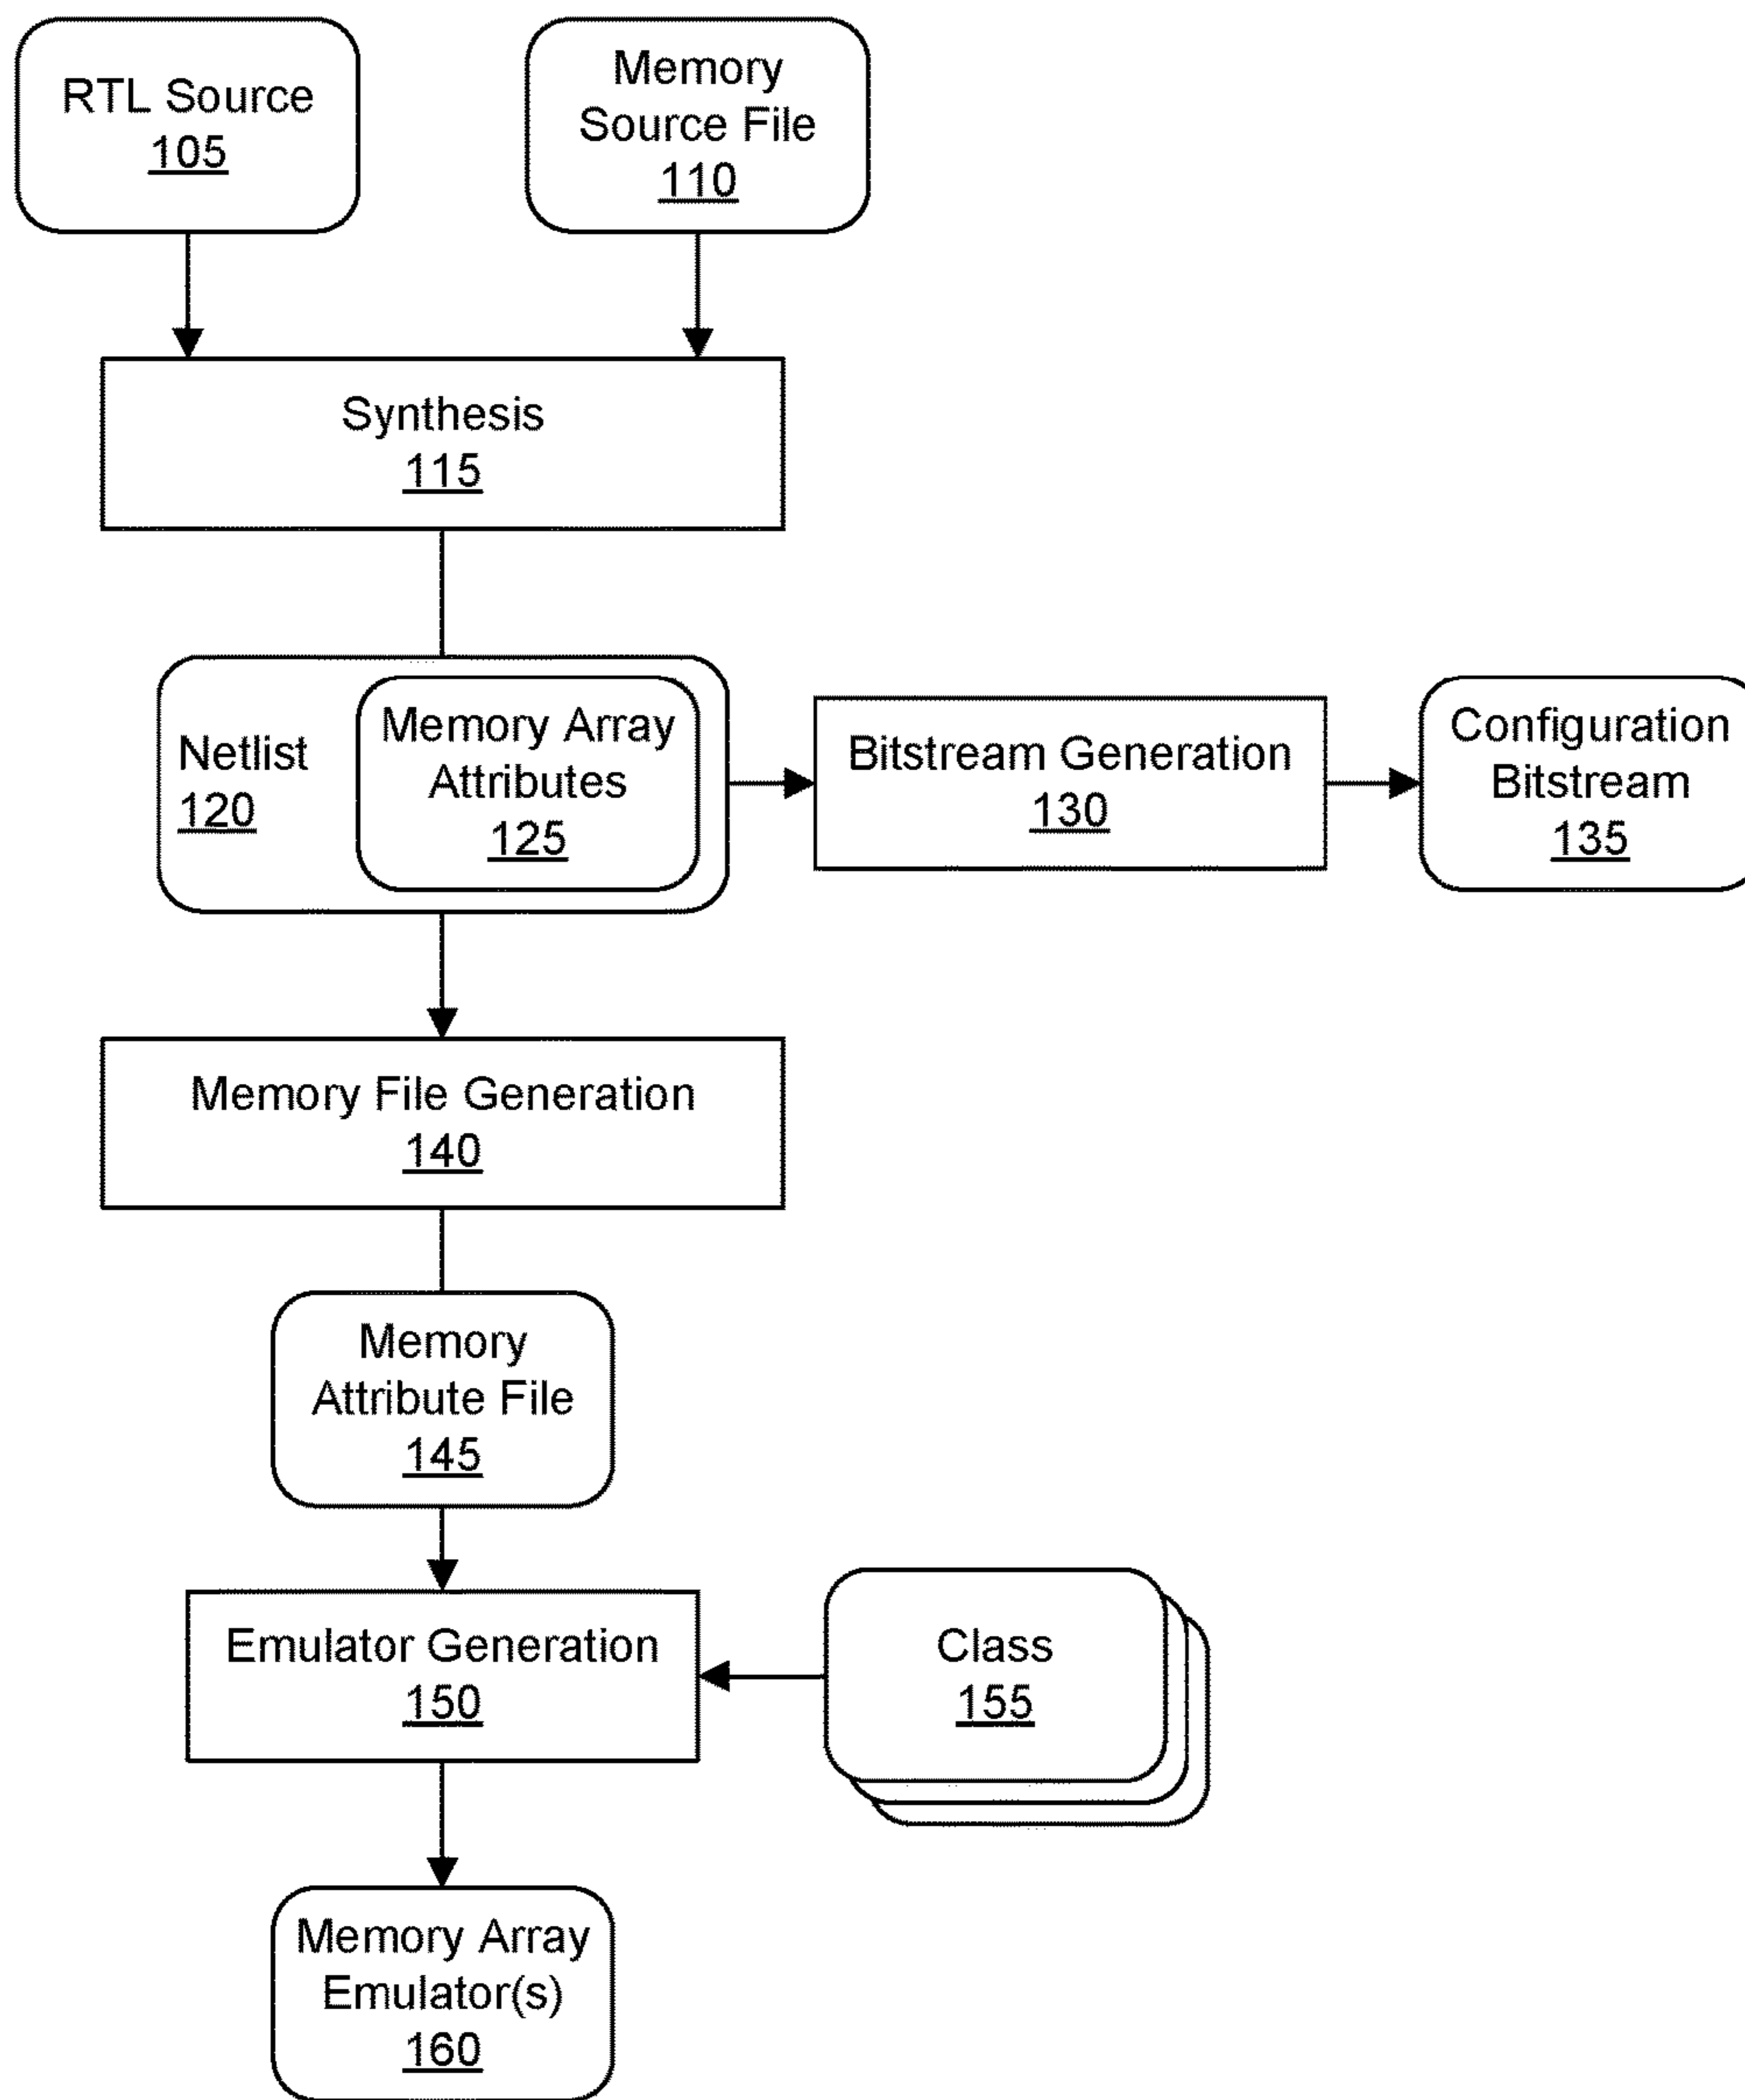 RTL Source
105
Memory
Source File
110
Synthesis
115
Netlist
120
Memory Array
Attributes
125
Bitstream Generation
130
Configuration
Bitstream
135
Memory File Generation
140
Memory
Attribute File
145
Emulator Generation
150
Class
155
Memory Array
Emulator(s)
160